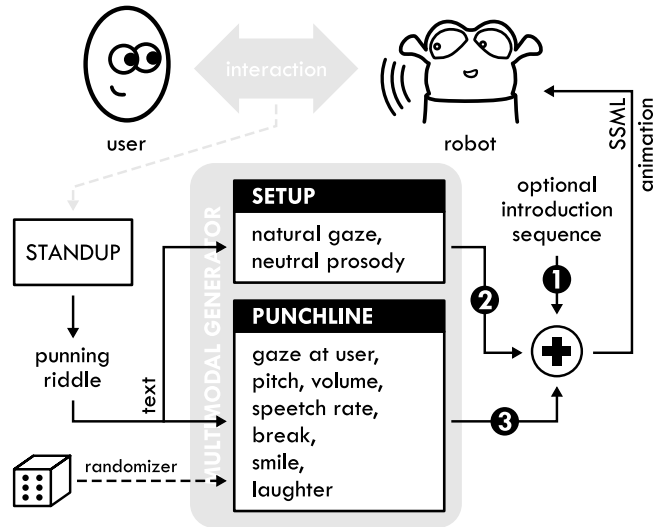 interaction
user
robot
SSML
animation
MULTIMODAL GENERATOR
SETUP
natural gaze,
neutral prosody
optional
introduction
sequence
STANDUP
1
2
PUNCHLINE
gaze at user,
pitch, volume,
speetch rate,
break,
smile,
laughter
punning
riddle
text
3
randomizer